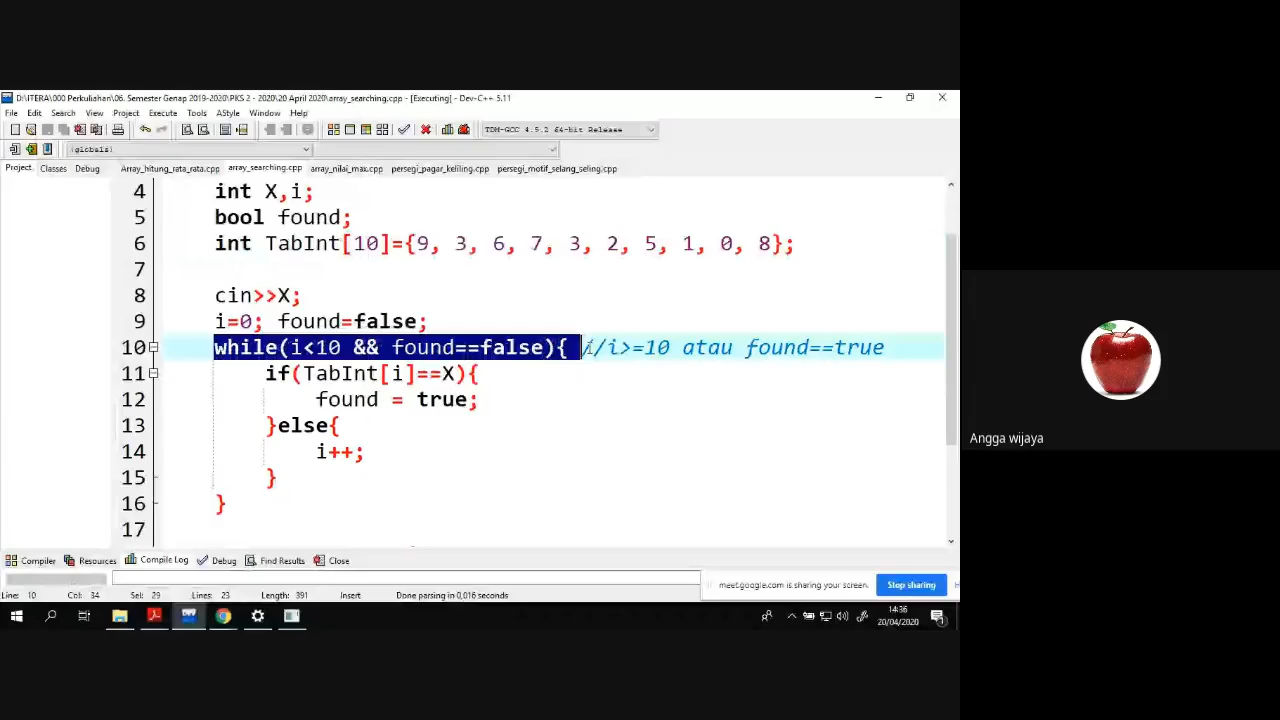 D:\ITERA\000 Perkuliahan\06. Semester Genap 2019-2020\PKS 2 - 2020\20 April 2020\array_searching.cpp - [Executing] - Dev-C++ 5.11
File Edit Search View Project Execute Tools AStyle Window Help
TDM-GCC 4.9.2 64-bit Release
(globals)
Project Classes Debug Array_hitung_rata_rata.cpp array_searching.cpp array_nilai_max.cpp persegi_pagar_keliling.cpp persegi_motif_selang_seling.cpp
4 int X,i;
5 bool found;
6 int TabInt[10]={9, 3, 6, 7, 3, 2, 5, 1, 0, 8};
7
8 cin>>X;
9 i=0; found=false;
10 while(i<10 && found==false){ //i>=10 atau found==true
11 if(TabInt[i]==X){
12 found = true;
13 }else{
14 i++;
15 }
16 }
17
Angga wijaya
Compiler Resources Compile Log Debug Find Results Close
meet.google.com is sharing your screen. Stop sharing
Line: 10 Col: 34 Sel: 29 Lines: 23 Length: 391 Insert Done parsing in 0,016 seconds
14:36
20/04/2020